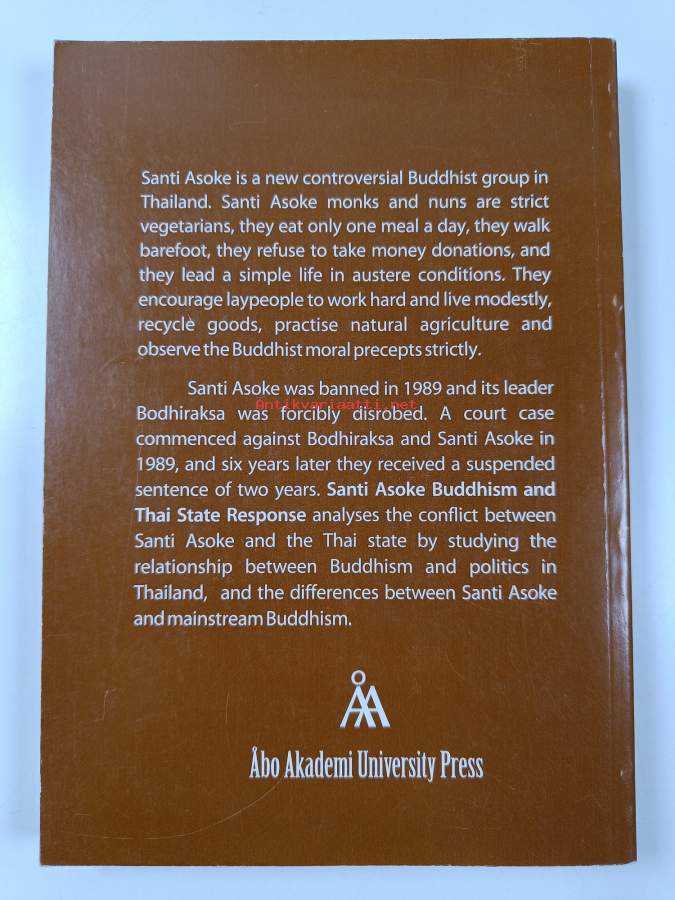 Santi Asoke is a new controversial Buddhist group in
Thailand. Santi Asoke monks and nuns are strict
vegetarians, they eat only one meal a day, they walk
barefoot, they refuse to take money donations, and
they lead a simple life in austere conditions. They
encourage laypeople to work hard and live modestly,
recycle goods, practise natural agriculture and
observe the Buddhist moral precepts strictly.
Santi Asoke was banned in 1989 and its leader
Antikvariaatti.net
Bodhiraksa was forcibly disrobed. A court case
commenced against Bodhiraksa and Santi Asoke in
1989, and six years later they received a suspended
sentence of two years. Santi Asoke Buddhism and
Thai State Response analyses the conflict between
Santi Asoke and the Thai state by studying the
relationship between Buddhism and politics in
Thailand, and the differences between Santi Asoke
and mainstream Buddhism.
ÅA
Åbo Akademi University Press